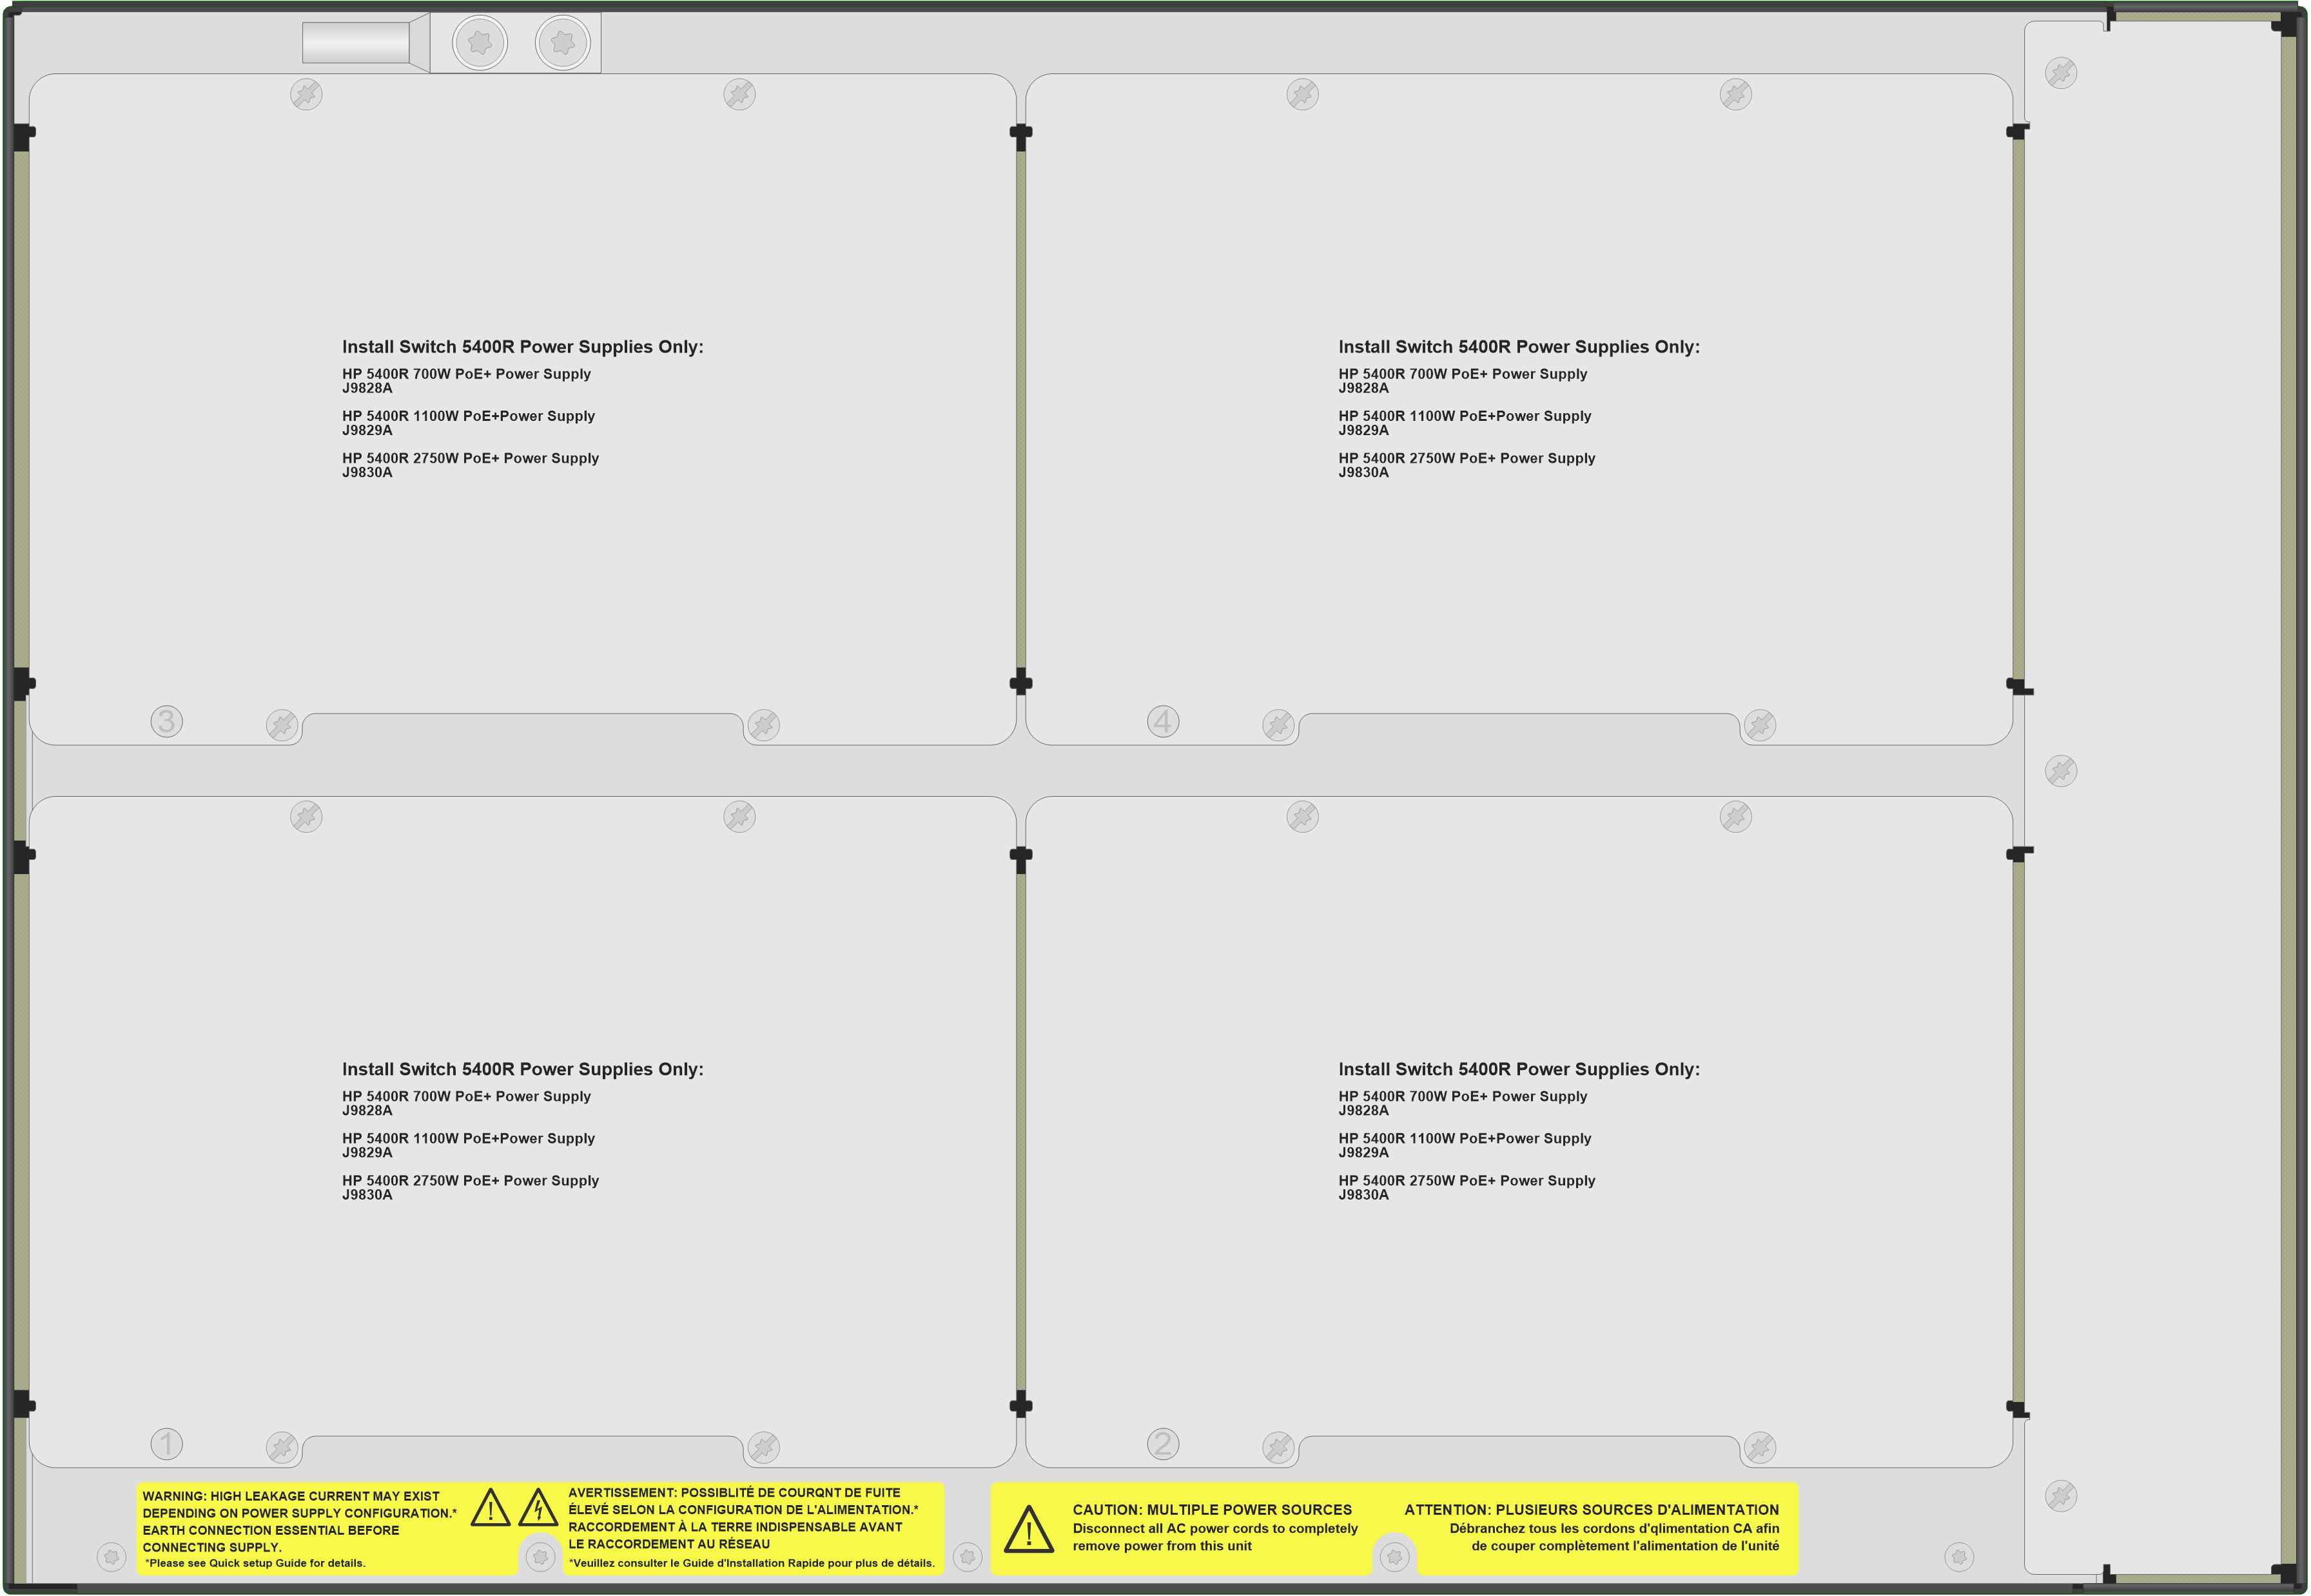 Install Switch 5400R Power Supplies Only:
HP 5400R 700W PoE+ Power Supply
J9828A
HP 5400R 1100W PoE+Power Supply
J9829A
HP 5400R 2750W PoE+ Power Supply
J9830A
3
Install Switch 5400R Power Supplies Only:
HP 5400R 700W PoE+ Power Supply
J9828A
HP 5400R 1100W PoE+Power Supply
J9829A
HP 5400R 2750W PoE+ Power Supply
J9830A
4
Install Switch 5400R Power Supplies Only:
HP 5400R 700W PoE+ Power Supply
J9828A
HP 5400R 1100W PoE+Power Supply
J9829A
HP 5400R 2750W PoE+ Power Supply
J9830A
1
Install Switch 5400R Power Supplies Only:
HP 5400R 700W PoE+ Power Supply
J9828A
HP 5400R 1100W PoE+Power Supply
J9829A
HP 5400R 2750W PoE+ Power Supply
J9830A
2
WARNING: HIGH LEAKAGE CURRENT MAY EXIST
DEPENDING ON POWER SUPPLY CONFIGURATION.*
EARTH CONNECTION ESSENTIAL BEFORE
CONNECTING SUPPLY.
*Please see Quick setup Guide for details.
AVERTISSEMENT: POSSIBLITÉ DE COURQNT DE FUITE
ÉLEVÉ SELON LA CONFIGURATION DE L'ALIMENTATION.*
RACCORDEMENT À LA TERRE INDISPENSABLE AVANT
LE RACCORDEMENT AU RÉSEAU
*Veuillez consulter le Guide d'Installation Rapide pour plus de détails.
CAUTION: MULTIPLE POWER SOURCES
Disconnect all AC power cords to completely
remove power from this unit
ATTENTION: PLUSIEURS SOURCES D'ALIMENTATION
Débranchez tous les cordons d'qlimentation CA afin
de couper complètement l'alimentation de l'unité